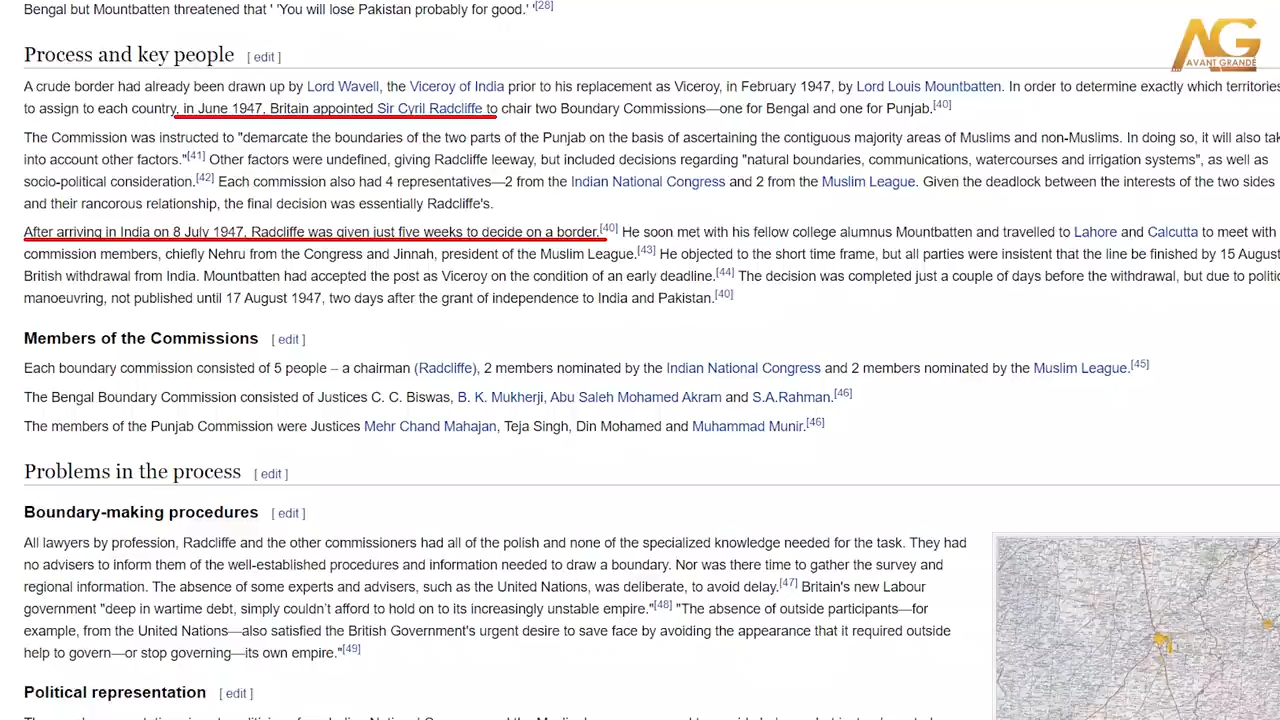 Bengal but Mountbatten threatened that ' 'You will lose Pakistan probably for good.' '[28]
AG
AVANT GRANDE
Process and key people [ edit ]
A crude border had already been drawn up by Lord Wavell, the Viceroy of India prior to his replacement as Viceroy, in February 1947, by Lord Louis Mountbatten. In order to determine exactly which territories
to assign to each country, in June 1947, Britain appointed Sir Cyril Radcliffe to chair two Boundary Commissions—one for Bengal and one for Punjab.[40]
The Commission was instructed to "demarcate the boundaries of the two parts of the Punjab on the basis of ascertaining the contiguous majority areas of Muslims and non-Muslims. In doing so, it will also tak
into account other factors."[41] Other factors were undefined, giving Radcliffe leeway, but included decisions regarding "natural boundaries, communications, watercourses and irrigation systems", as well as
socio-political consideration.[42] Each commission also had 4 representatives—2 from the Indian National Congress and 2 from the Muslim League. Given the deadlock between the interests of the two sides
and their rancorous relationship, the final decision was essentially Radcliffe's.
After arriving in India on 8 July 1947, Radcliffe was given just five weeks to decide on a border.[40] He soon met with his fellow college alumnus Mountbatten and travelled to Lahore and Calcutta to meet with
commission members, chiefly Nehru from the Congress and Jinnah, president of the Muslim League.[43] He objected to the short time frame, but all parties were insistent that the line be finished by 15 August
British withdrawal from India. Mountbatten had accepted the post as Viceroy on the condition of an early deadline.[44] The decision was completed just a couple of days before the withdrawal, but due to politic
manoeuvring, not published until 17 August 1947, two days after the grant of independence to India and Pakistan.[40]
Members of the Commissions [ edit ]
Each boundary commission consisted of 5 people – a chairman (Radcliffe), 2 members nominated by the Indian National Congress and 2 members nominated by the Muslim League.[45]
The Bengal Boundary Commission consisted of Justices C. C. Biswas, B. K. Mukherji, Abu Saleh Mohamed Akram and S.A.Rahman.[46]
The members of the Punjab Commission were Justices Mehr Chand Mahajan, Teja Singh, Din Mohamed and Muhammad Munir.[46]
Problems in the process [ edit ]
Boundary-making procedures [ edit ]
All lawyers by profession, Radcliffe and the other commissioners had all of the polish and none of the specialized knowledge needed for the task. They had
no advisers to inform them of the well-established procedures and information needed to draw a boundary. Nor was there time to gather the survey and
regional information. The absence of some experts and advisers, such as the United Nations, was deliberate, to avoid delay.[47] Britain's new Labour
government "deep in wartime debt, simply couldn't afford to hold on to its increasingly unstable empire."[48] "The absence of outside participants—for
example, from the United Nations—also satisfied the British Government's urgent desire to save face by avoiding the appearance that it required outside
help to govern—or stop governing—its own empire."[49]
Political representation [ edit ]